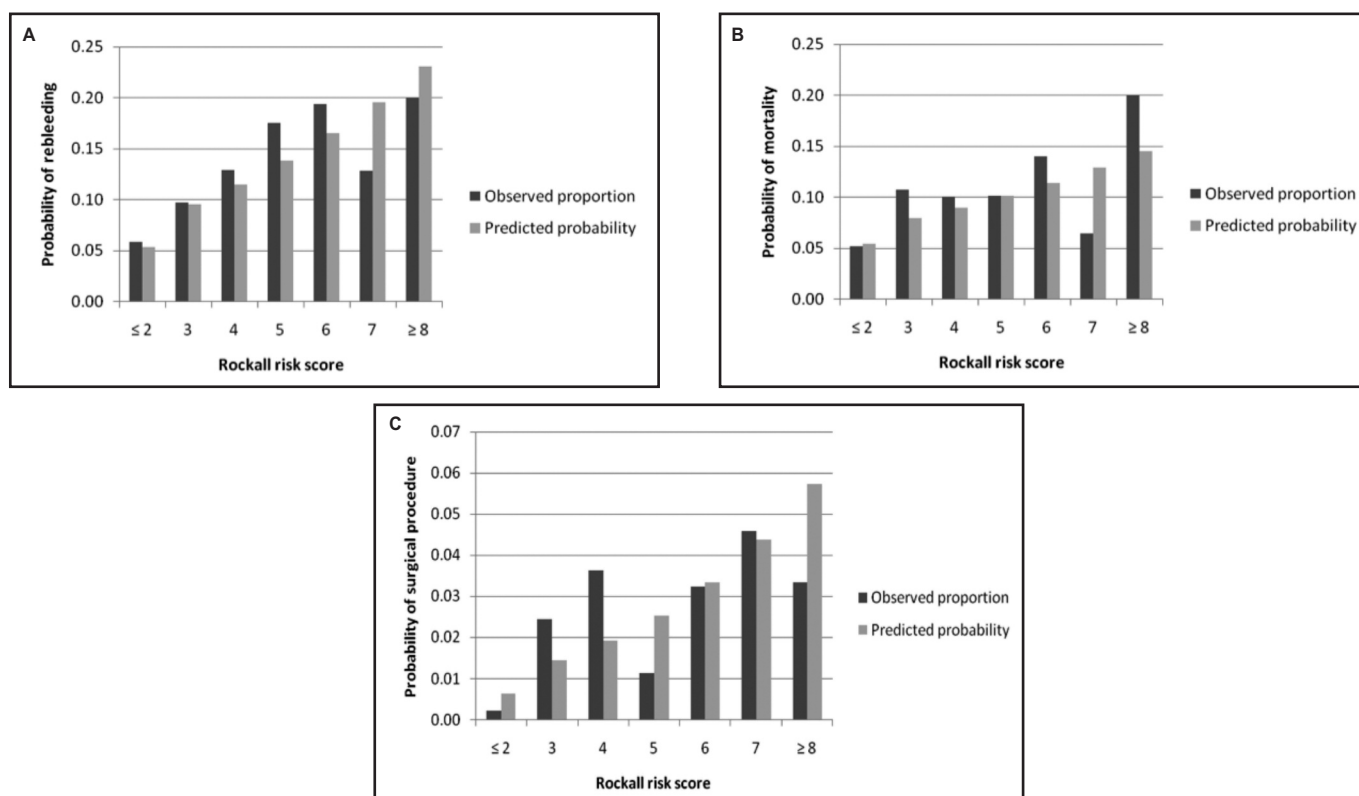 A
Probability of rebleeding
0.25
0.20
0.15
0.10
0.05
0.00
≤ 2 3 4 5 6 7 ≥ 8
Rockall risk score
Observed proportion
Predicted probability
B
Probability of mortality
0.25
0.20
0.15
0.10
0.05
0.00
≤ 2 3 4 5 6 7 ≥ 8
Rockall risk score
Observed proportion
Predicted probability
C
Probability of surgical procedure
0.07
0.06
0.05
0.04
0.03
0.02
0.01
0.00
≤ 2 3 4 5 6 7 ≥ 8
Rockall risk score
Observed proportion
Predicted probability